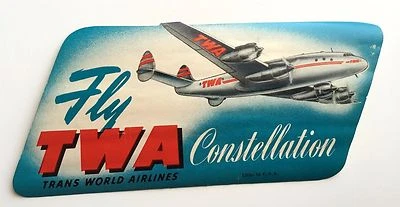 TWA
TWA
Fly
TWA
Constellation
TRANS WORLD AIRLINES